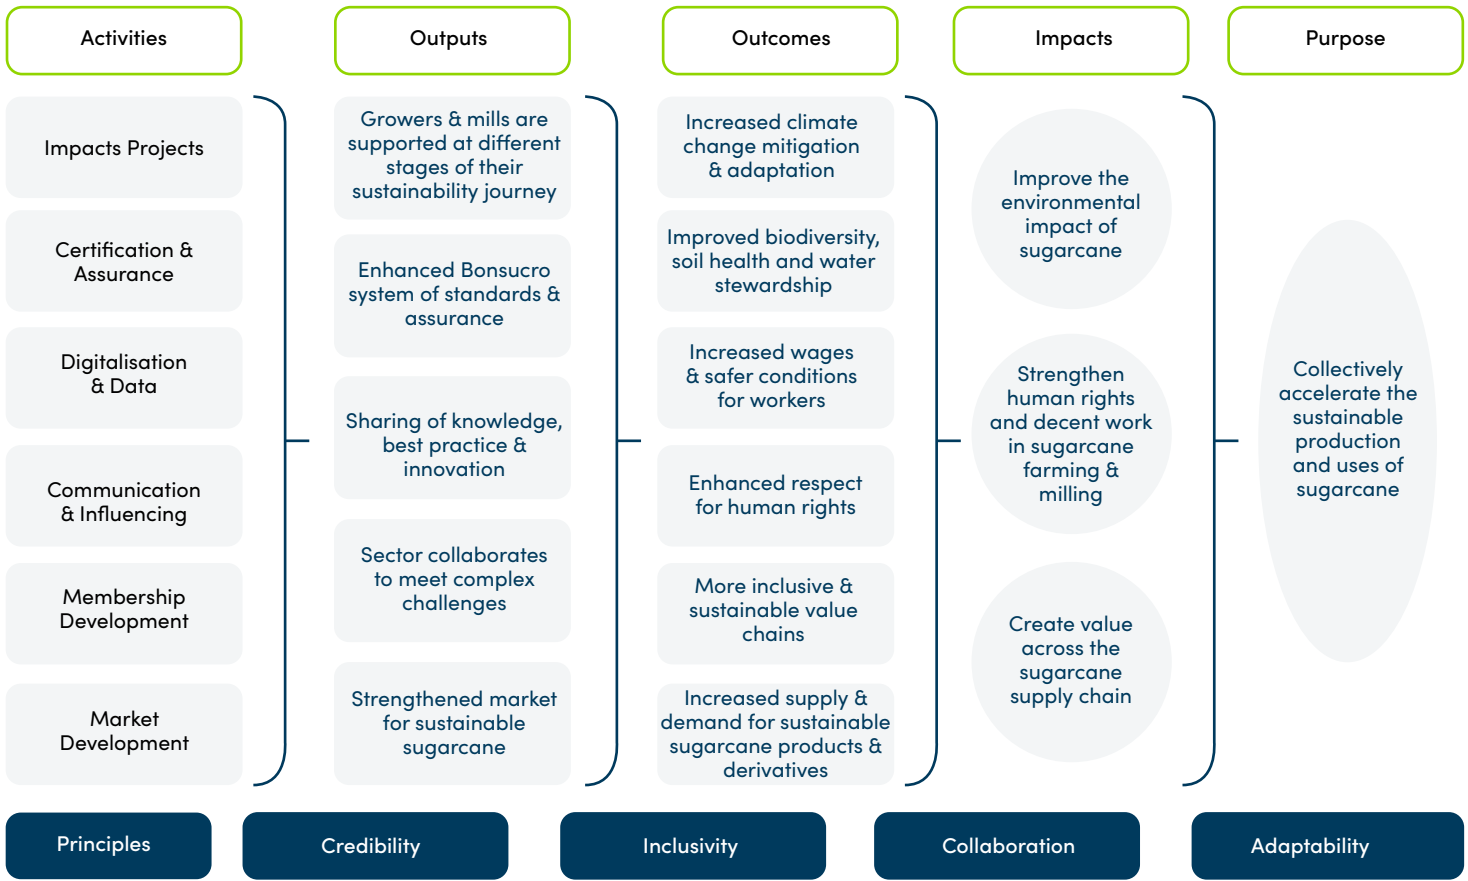 Activities
Outputs
Outcomes
Impacts
Purpose
Impacts Projects
Certification &
Assurance
Digitalisation
& Data
Communication
& Influencing
Membership
Development
Market
Development
Growers & mills are
supported at different
stages of their
sustainability journey
Enhanced Bonsucro
system of standards &
assurance
Sharing of knowledge,
best practice &
innovation
Sector collaborates
to meet complex
challenges
Strengthened market
for sustainable
sugarcane
Increased climate
change mitigation
& adaptation
Improved biodiversity,
soil health and water
stewardship
Increased wages
& safer conditions
for workers
Enhanced respect
for human rights
More inclusive &
sustainable value
chains
Increased supply &
demand for sustainable
sugarcane products &
derivatives
Improve the
environmental
impact of
sugarcane
Strengthen
human rights
and decent work
in sugarcane
farming &
milling
Create value
across the
sugarcane
supply chain
Collectively
accelerate the
sustainable
production
and uses of
sugarcane
Principles
Credibility
Inclusivity
Collaboration
Adaptability